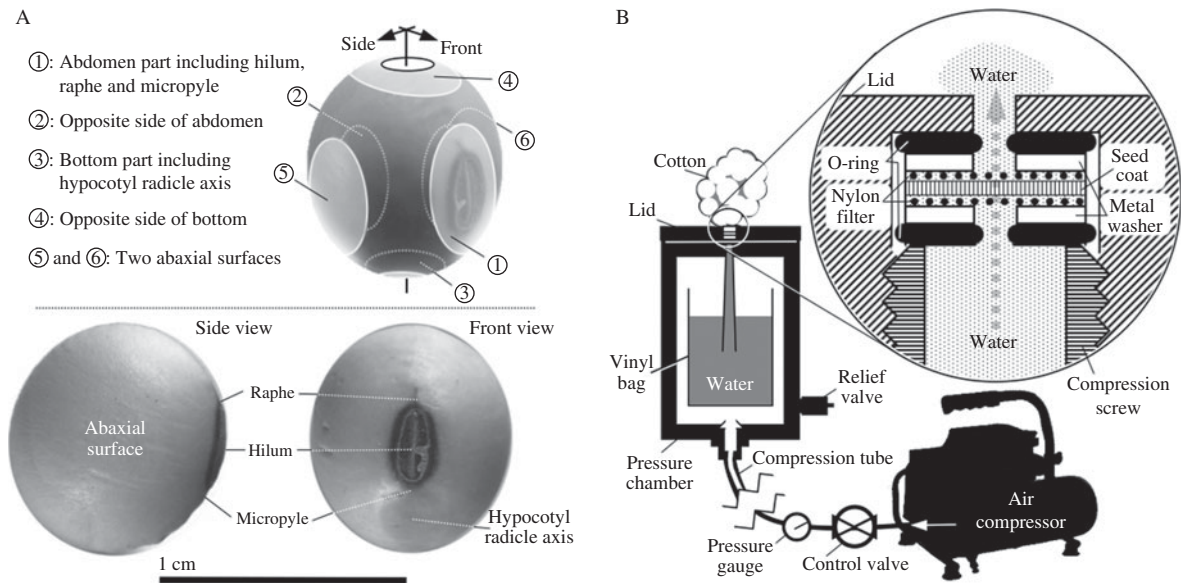 A
Side
Front
①: Abdomen part including hilum,
raphe and micropyle
②: Opposite side of abdomen
③: Bottom part including
hypocotyl radicle axis
④: Opposite side of bottom
⑤ and ⑥: Two abaxial surfaces
④
②
⑥
⑤
①
③
Side view
Front view
Raphe
Abaxial
surface
Hilum
Micropyle
Hypocotyl
radicle axis
1 cm
B
Water
Lid
O-ring
Seed
coat
Nylon
filter
Metal
washer
Water
Compression
screw
Cotton
Lid
Vinyl
bag
Water
Relief
valve
Pressure
chamber
Compression tube
Air
compressor
Pressure
gauge
Control valve